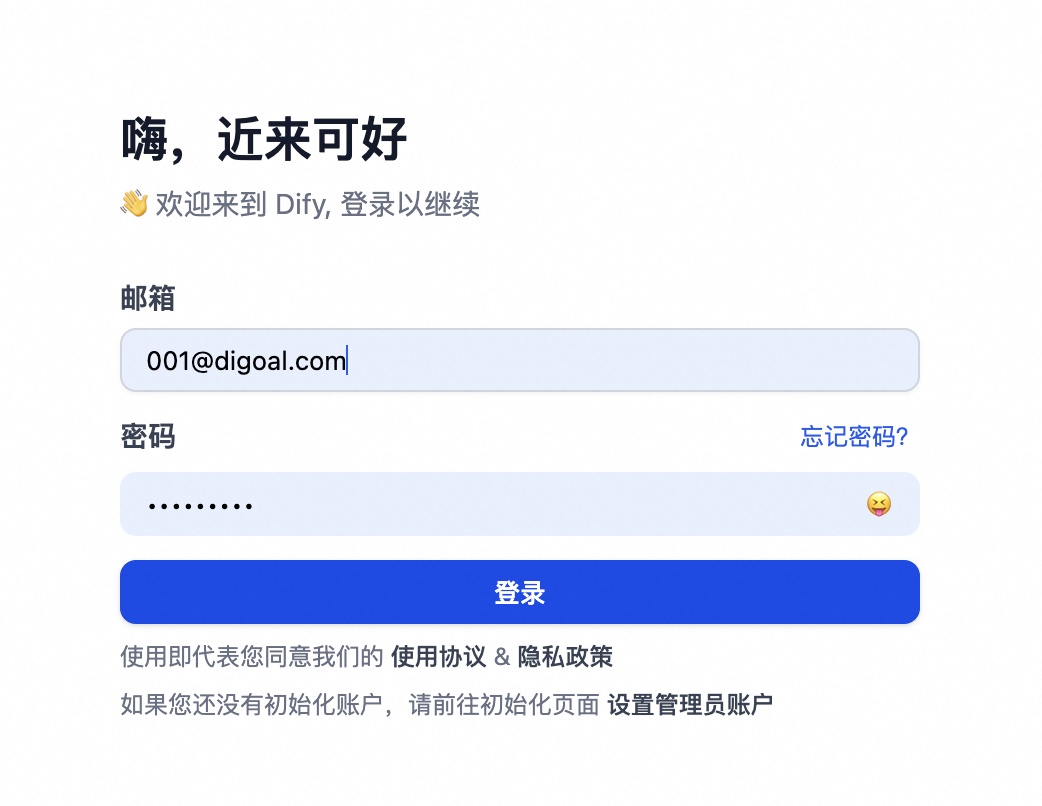 嗨，近来可好
👋 欢迎来到 Dify, 登录以继续
邮箱
001@digoal.com
密码 忘记密码?
•••••••••
登录
使用即代表您同意我们的 使用协议 & 隐私政策
如果您还没有初始化账户，请前往初始化页面 设置管理员账户